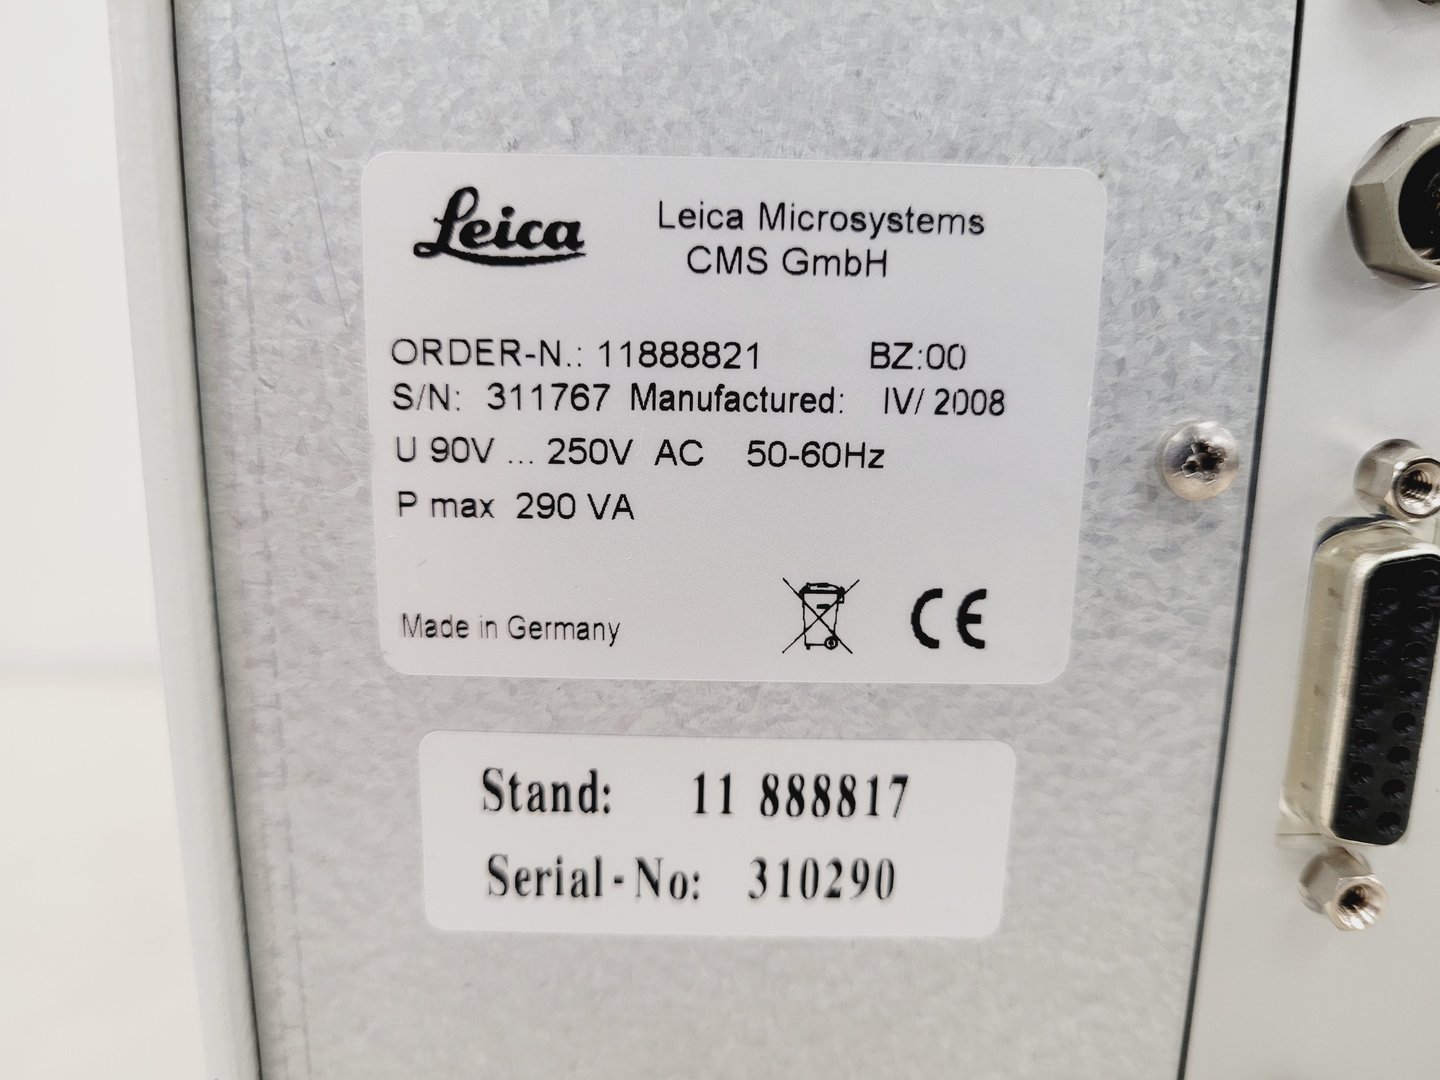 Leica
Leica Microsystems
CMS GmbH
ORDER-N.: 11888821 BZ:00
S/N: 311767 Manufactured: IV/ 2008
U 90V ... 250V AC 50-60Hz
P max 290 VA
Made in Germany
CE
Stand: 11 888817
Serial-No: 310290